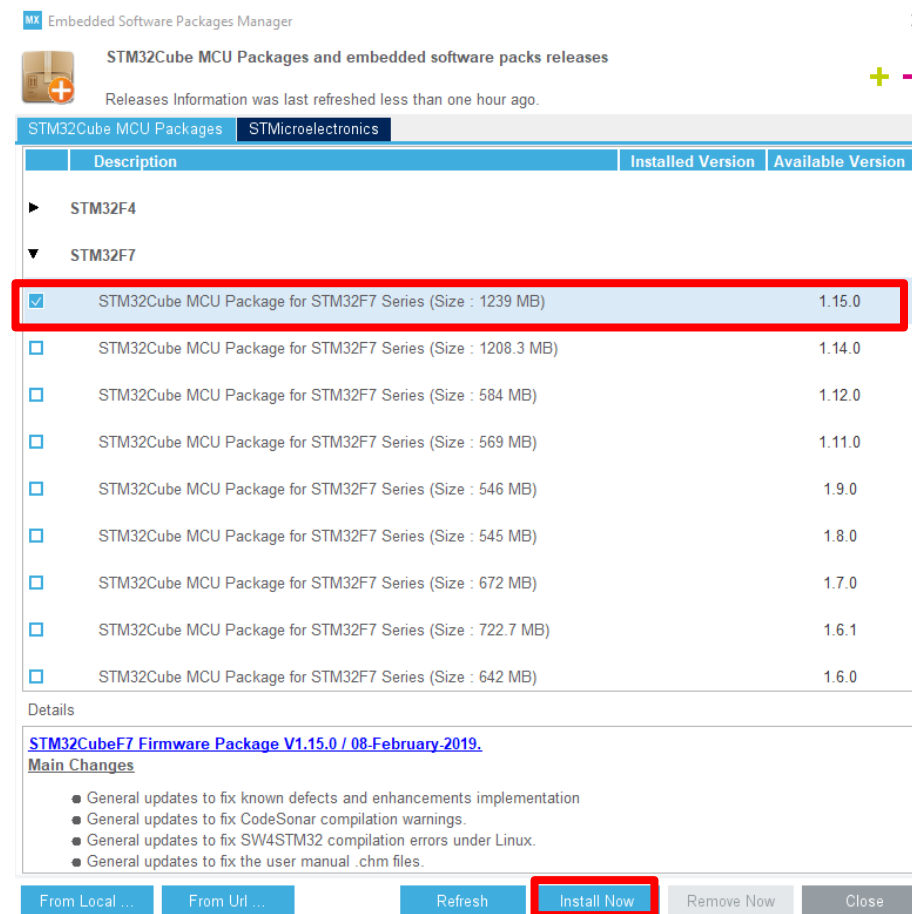 MX Embedded Software Packages Manager
STM32Cube MCU Packages and embedded software packs releases
Releases Information was last refreshed less than one hour ago.
STM32Cube MCU Packages STMicroelectronics
Description Installed Version Available Version
STM32F4
STM32F7
STM32Cube MCU Package for STM32F7 Series (Size : 1239 MB) 1.15.0
STM32Cube MCU Package for STM32F7 Series (Size : 1208.3 MB) 1.14.0
STM32Cube MCU Package for STM32F7 Series (Size : 584 MB) 1.12.0
STM32Cube MCU Package for STM32F7 Series (Size : 569 MB) 1.11.0
STM32Cube MCU Package for STM32F7 Series (Size : 546 MB) 1.9.0
STM32Cube MCU Package for STM32F7 Series (Size : 545 MB) 1.8.0
STM32Cube MCU Package for STM32F7 Series (Size : 672 MB) 1.7.0
STM32Cube MCU Package for STM32F7 Series (Size : 722.7 MB) 1.6.1
STM32Cube MCU Package for STM32F7 Series (Size : 642 MB) 1.6.0
Details
STM32CubeF7 Firmware Package V1.15.0 / 08-February-2019.
Main Changes
General updates to fix known defects and enhancements implementation
General updates to fix CodeSonar compilation warnings.
General updates to fix SW4STM32 compilation errors under Linux.
General updates to fix the user manual .chm files.
From Local ... From Url ... Refresh Install Now Remove Now Close